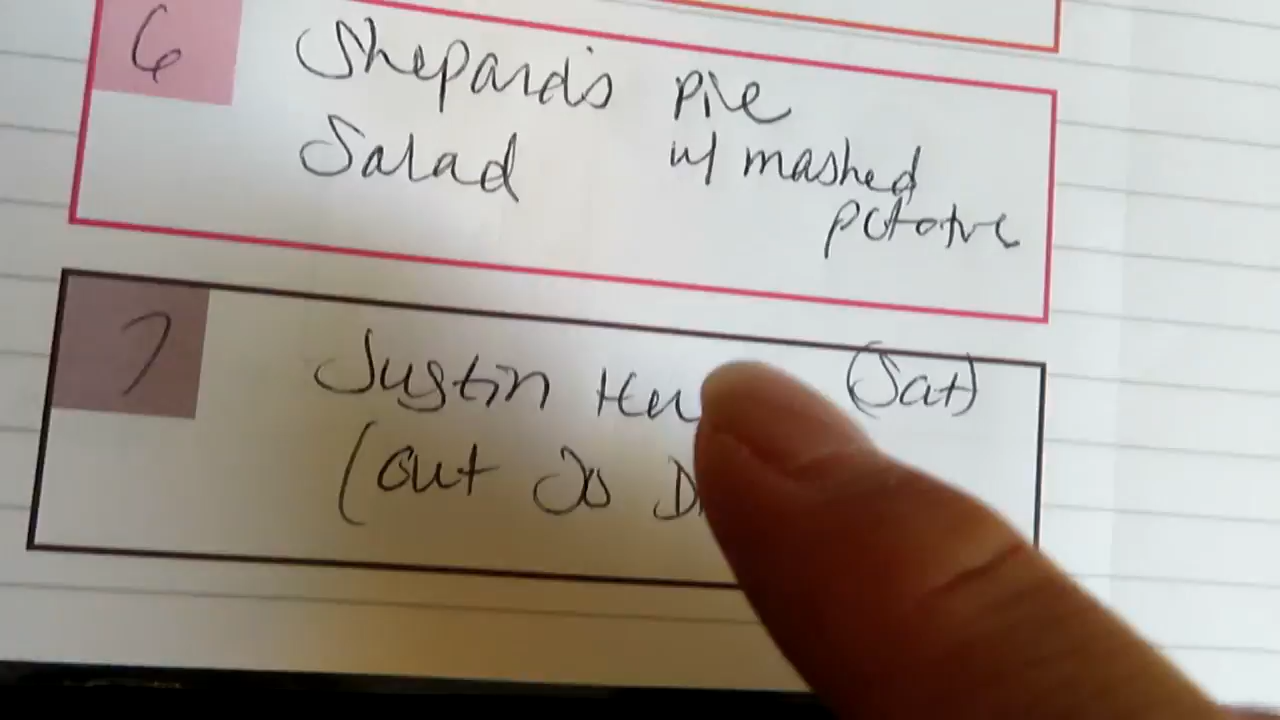 6 Shepard's pie
Salad w/ mashed
potatoe
7 Justin (Sat)
(out to